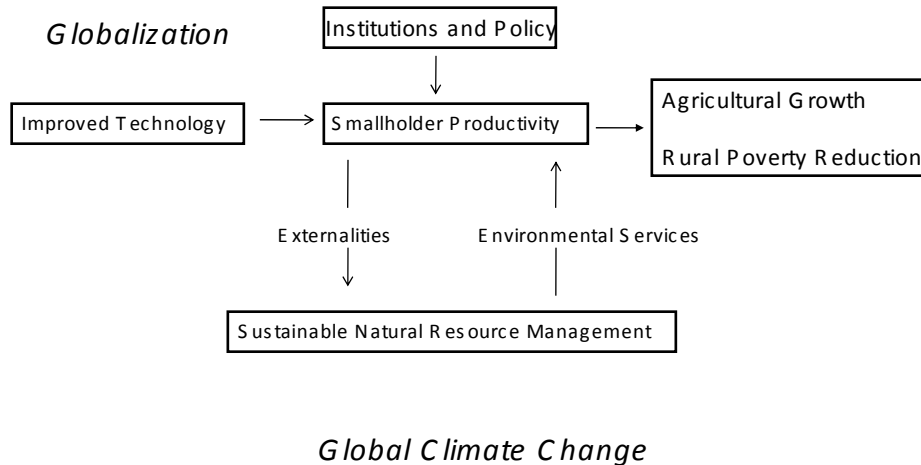 Globalization
Institutions and Policy
Improved Technology
Smallholder Productivity
Agricultural Growth
Rural Poverty Reduction
Externalities
Environmental Services
Sustainable Natural Resource Management
Global Climate Change